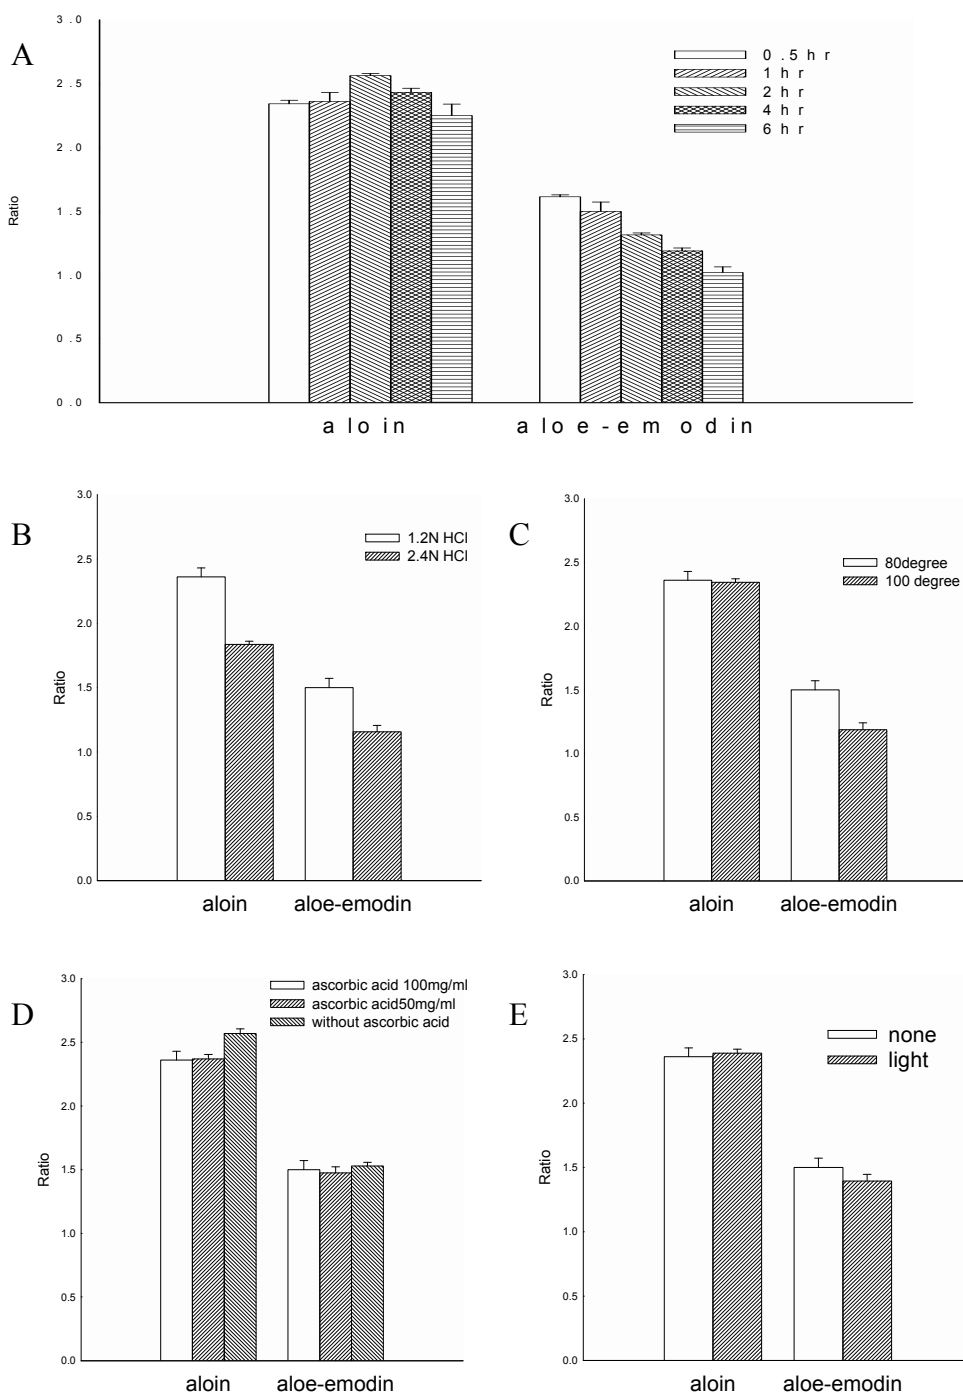 A
3.0
2.5
2.0
1.5
1.0
0.5
0.0
Ratio
0.5 hr
1 hr
2 hr
4 hr
6 hr
aloin aloe-emodin
B
3.0
2.5
2.0
1.5
1.0
0.5
0.0
Ratio
1.2N HCl
2.4N HCl
aloin aloe-emodin
C
3.0
2.5
2.0
1.5
1.0
0.5
0.0
Ratio
80degree
100 degree
aloin aloe-emodin
D
3.0
2.5
2.0
1.5
1.0
0.5
0.0
Ratio
ascorbic acid 100mg/ml
ascorbic acid50mg/ml
without ascorbic acid
aloin aloe-emodin
E
3.0
2.5
2.0
1.5
1.0
0.5
0.0
Ratio
none
light
aloin aloe-emodin